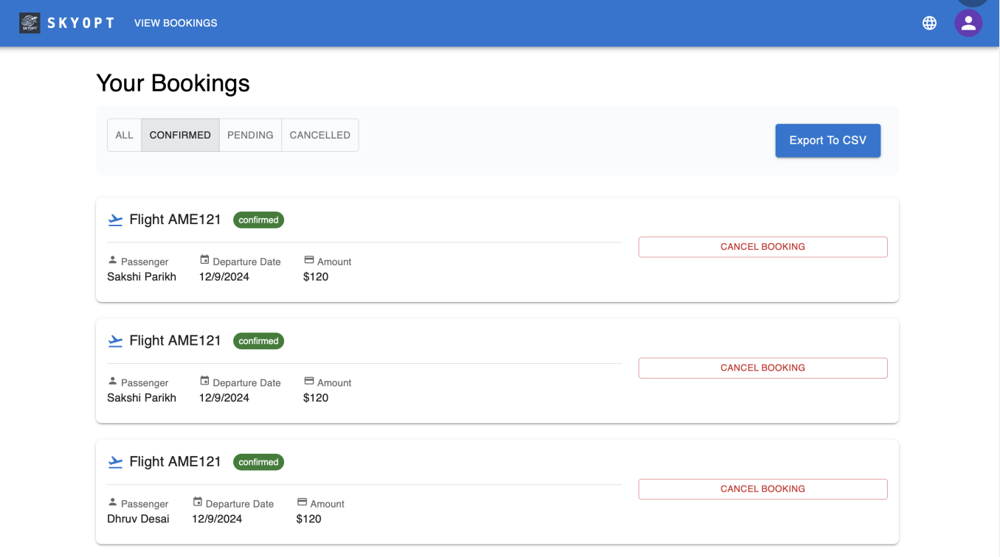 SKYOPT SKYOPT VIEW BOOKINGS
Your Bookings
ALL CONFIRMED PENDING CANCELLED Export To CSV
Flight AME121 confirmed
CANCEL BOOKING
Passenger Departure Date Amount
Sakshi Parikh 12/9/2024 $120
Flight AME121 confirmed
CANCEL BOOKING
Passenger Departure Date Amount
Sakshi Parikh 12/9/2024 $120
Flight AME121 confirmed
CANCEL BOOKING
Passenger Departure Date Amount
Dhruv Desai 12/9/2024 $120